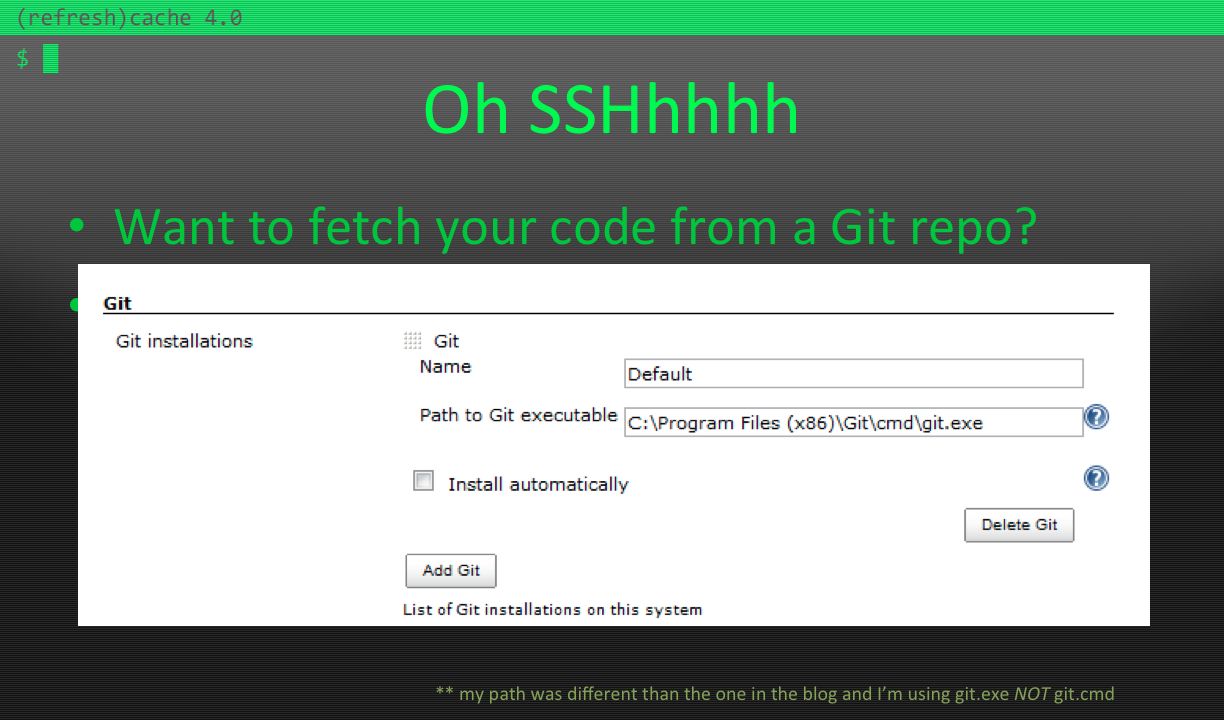 (refresh)cache 4.0
$
Oh SSHhhhh
• Want to fetch your code from a Git repo?
•
Git
Git installations
Git
Name
Default
Path to Git executable
C:\Program Files (x86)\Git\cmd\git.exe
Install automatically
Delete Git
Add Git
List of Git installations on this system
** my path was different than the one in the blog and I’m using git.exe NOT git.cmd